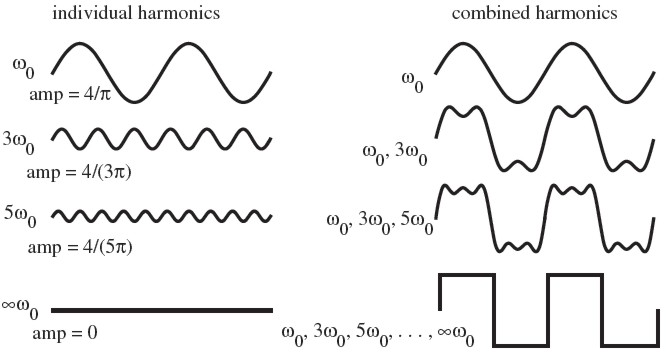 individual harmonics
combined harmonics
ω0
amp = 4/π
ω0
3ω0
amp = 4/(3π)
ω0, 3ω0
5ω0
amp = 4/(5π)
ω0, 3ω0, 5ω0
∞ω0
amp = 0
ω0, 3ω0, 5ω0, . . . , ∞ω0